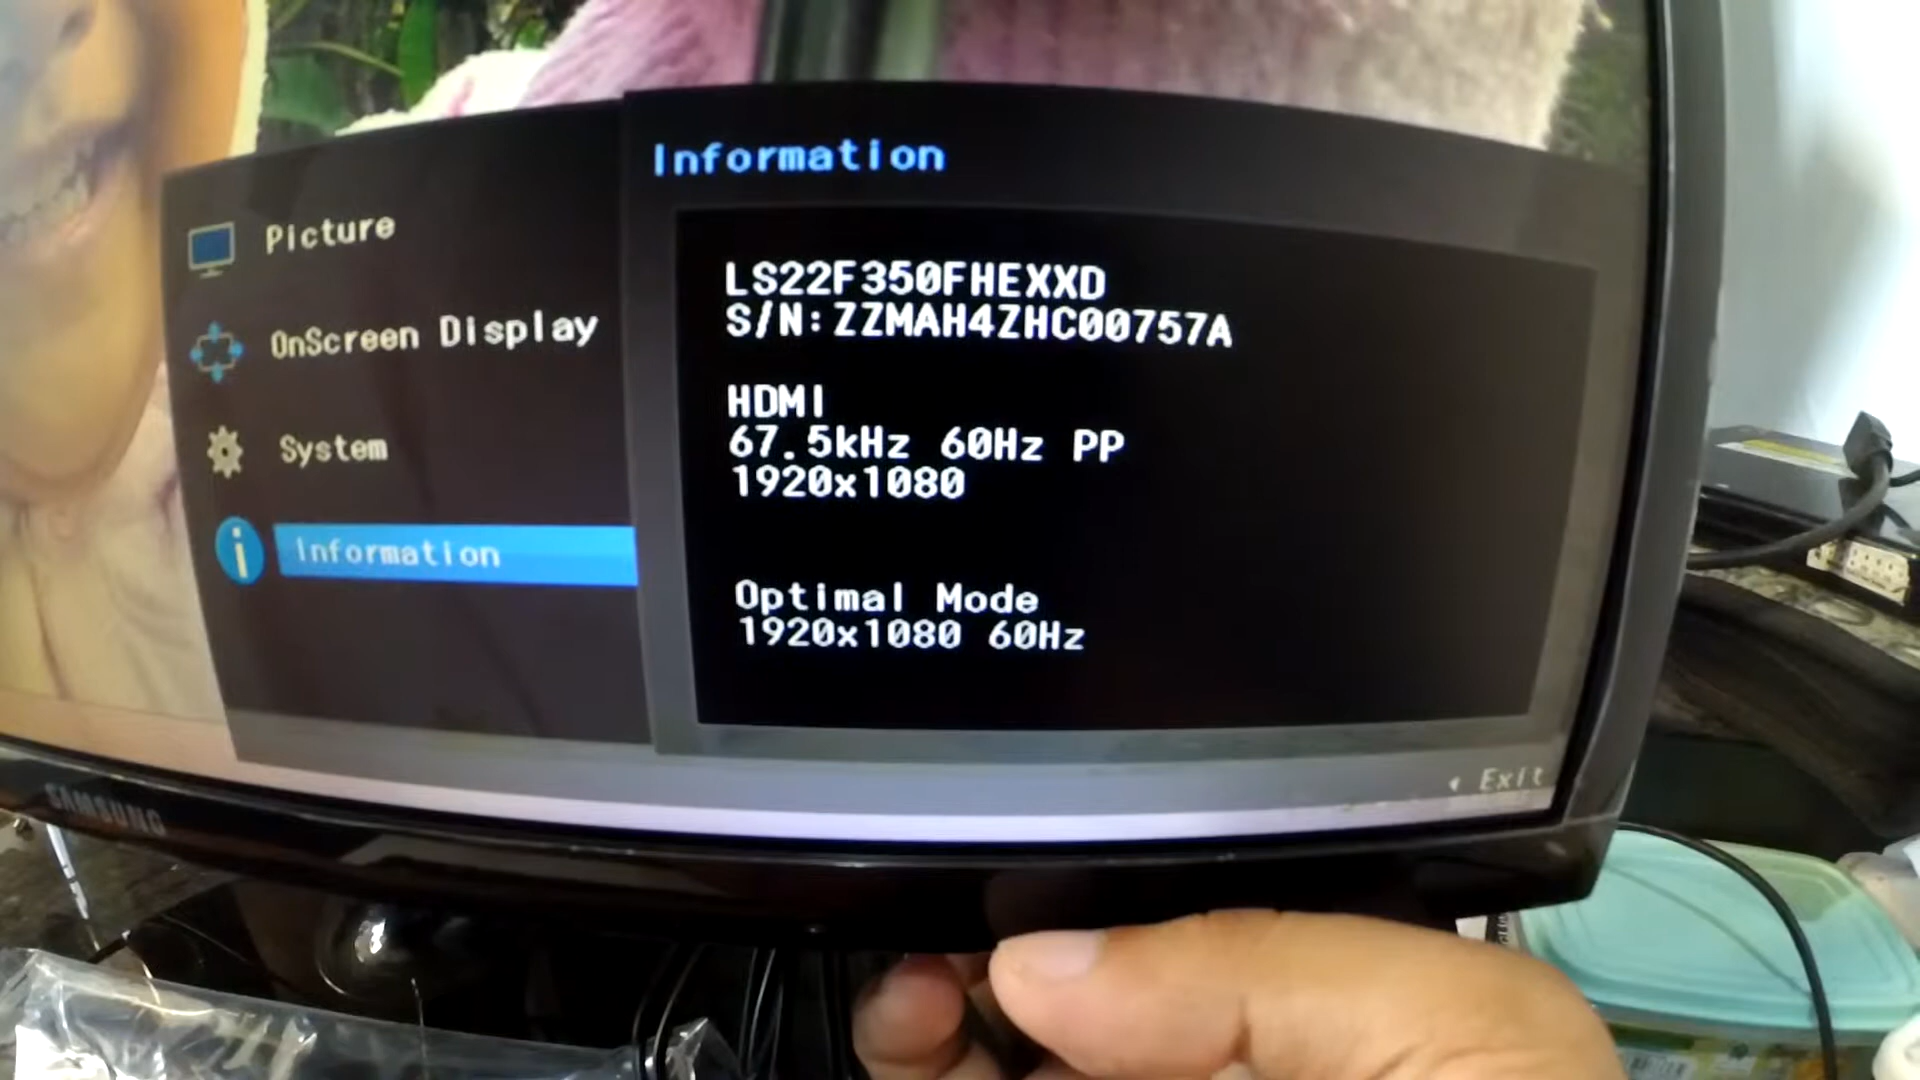 Information
Picture
OnScreen Display
System
Information
LS22F350FHEXXD
S/N:ZZMAH4ZHC00757A
HDMI
67.5kHz 60Hz PP
1920x1080
Optimal Mode
1920x1080 60Hz
Exit
SAMSUNG